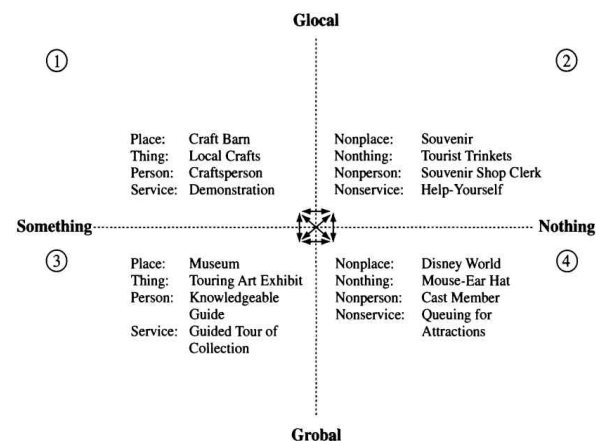 Glocal
① ②
Place: Craft Barn
Thing: Local Crafts
Person: Craftsperson
Service: Demonstration
Nonplace: Souvenir
Nonthing: Tourist Trinkets
Nonperson: Souvenir Shop Clerk
Nonservice: Help-Yourself
Something Nothing
③ ④
Place: Museum
Thing: Touring Art Exhibit
Person: Knowledgeable
Guide
Service: Guided Tour of
Collection
Nonplace: Disney World
Nonthing: Mouse-Ear Hat
Nonperson: Cast Member
Nonservice: Queuing for
Attractions
Grobal